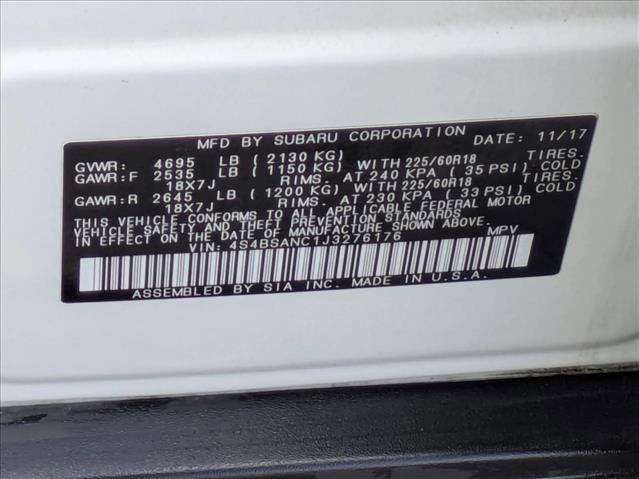 MFD BY SUBARU CORPORATION DATE: 11/17
GVWR: 4695 LB (2130 KG)
GAWR:F 2535 LB (1150 KG) WITH 225/60R18 TIRES.
18X7J RIMS. AT 240 KPA (35 PSI) COLD
GAWR:R 2645 LB (1200 KG) WITH 225/60R18 TIRES.
18X7J RIMS. AT 230 KPA (33 PSI) COLD
THIS VEHICLE CONFORMS TO ALL APPLICABLE FEDERAL MOTOR
VEHICLE SAFETY AND THEFT PREVENTION STANDARDS
IN EFFECT ON THE DATE OF MANUFACTURE SHOWN ABOVE.
VIN: 4S4BSANC1J3276176 MPV
ASSEMBLED BY SIA INC. MADE IN U.S.A.